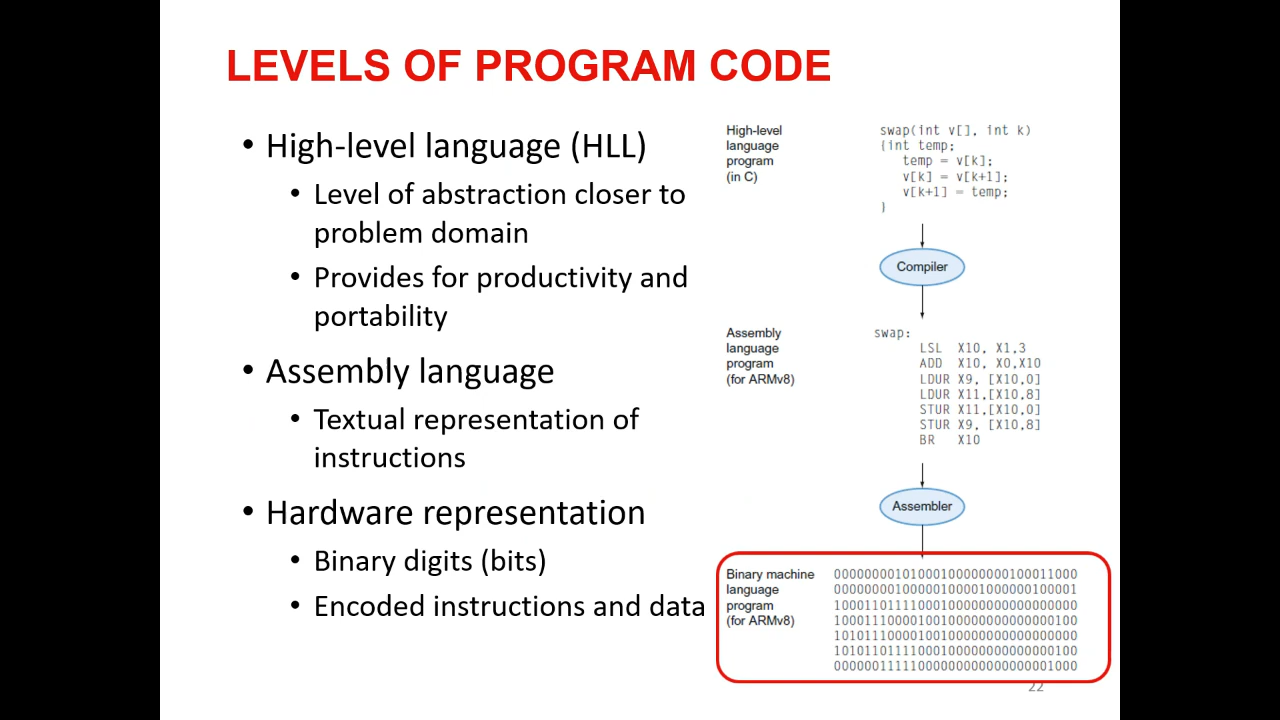 LEVELS OF PROGRAM CODE
• High-level language (HLL)
• Level of abstraction closer to
problem domain
• Provides for productivity and
portability
• Assembly language
• Textual representation of
instructions
• Hardware representation
• Binary digits (bits)
• Encoded instructions and data
High-level
language
program
(in C)
swap(int v[], int k)
{int temp;
temp = v[k];
v[k] = v[k+1];
v[k+1] = temp;
}
Compiler
Assembly
language
program
(for ARMv8)
swap:
LSL X10, X1,3
ADD X10, X0,X10
LDUR X9, [X10,0]
LDUR X11,[X10,8]
STUR X11,[X10,0]
STUR X9, [X10,8]
BR X10
Assembler
Binary machine
language
program
(for ARMv8)
00000000101000100000000100011000
00000000100000100001000000100001
10001101111000100000000000000000
10001110000100100000000000000100
10101110000100100000000000000000
10101101111000100000000000000100
00000011111000000000000000001000
22